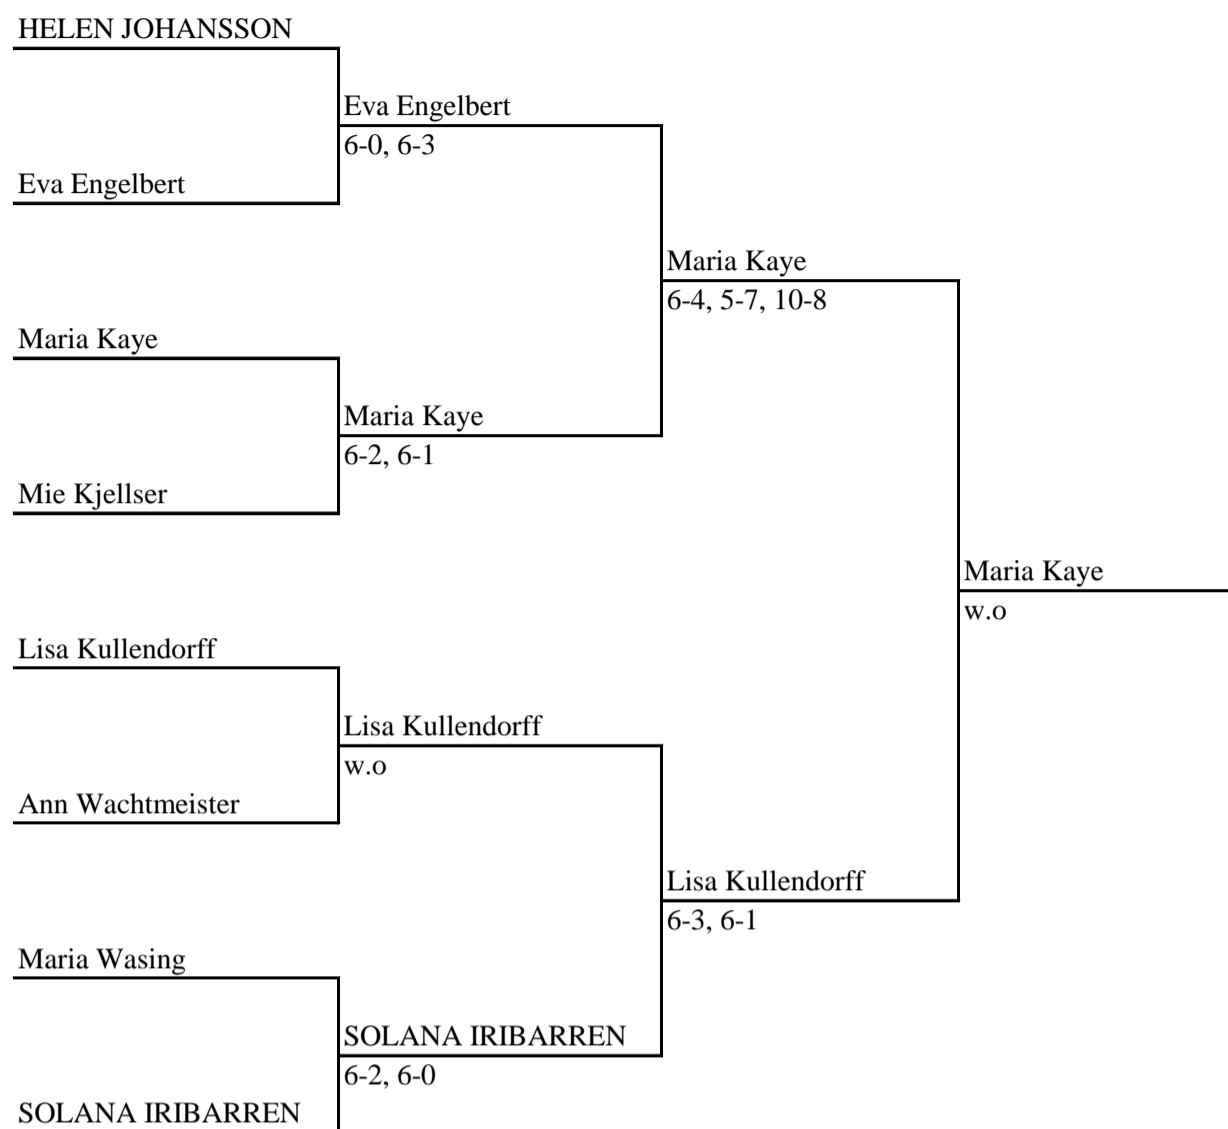 HELEN JOHANSSON
Eva Engelbert
6-0, 6-3
Eva Engelbert
Maria Kaye
6-4, 5-7, 10-8
Maria Kaye
Maria Kaye
6-2, 6-1
Mie Kjellser
Maria Kaye
w.o
Lisa Kullendorff
Lisa Kullendorff
w.o
Ann Wachtmeister
Lisa Kullendorff
6-3, 6-1
Maria Wasing
SOLANA IRIBARREN
6-2, 6-0
SOLANA IRIBARREN